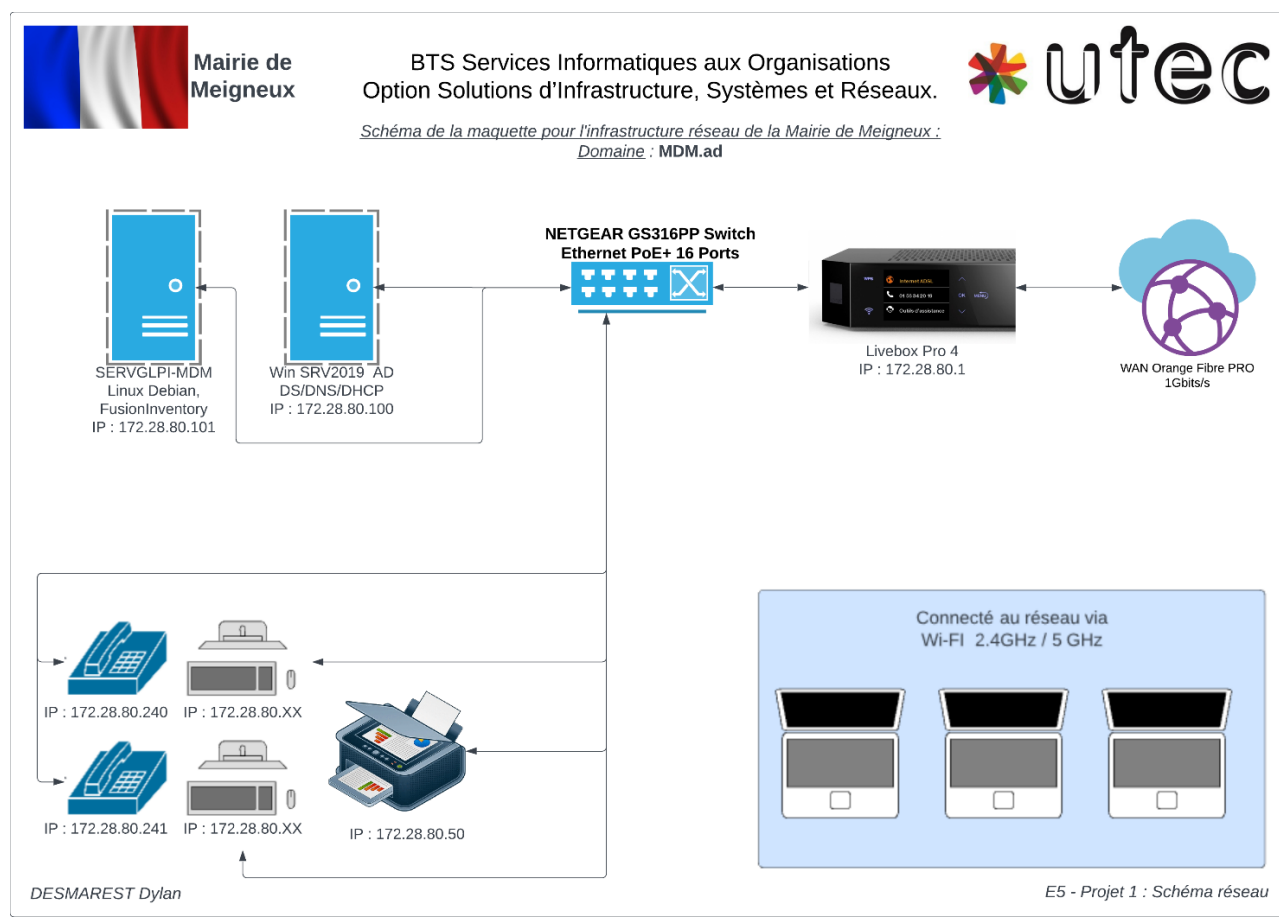 Mairie de
Meigneux
BTS Services Informatiques aux Organisations
Option Solutions d'Infrastructure, Systèmes et Réseaux.
utec
Schéma de la maquette pour l'infrastructure réseau de la Mairie de Meigneux :
Domaine : MDM.ad
NETGEAR GS316PP Switch
Ethernet PoE+ 16 Ports
Internet ADSL
OK
Outils d'assistance
SERVGLPI-MDM
Linux Debian,
FusionInventory
IP : 172.28.80.101
Win SRV2019 AD
DS/DNS/DHCP
IP : 172.28.80.100
Livebox Pro 4
IP : 172.28.80.1
WAN Orange Fibre PRO
1Gbits/s
Connecté au réseau via
Wi-FI 2.4GHz / 5 GHz
IP : 172.28.80.240
IP : 172.28.80.XX
IP : 172.28.80.241
IP : 172.28.80.XX
IP : 172.28.80.50
DESMAREST Dylan
E5 - Projet 1 : Schéma réseau